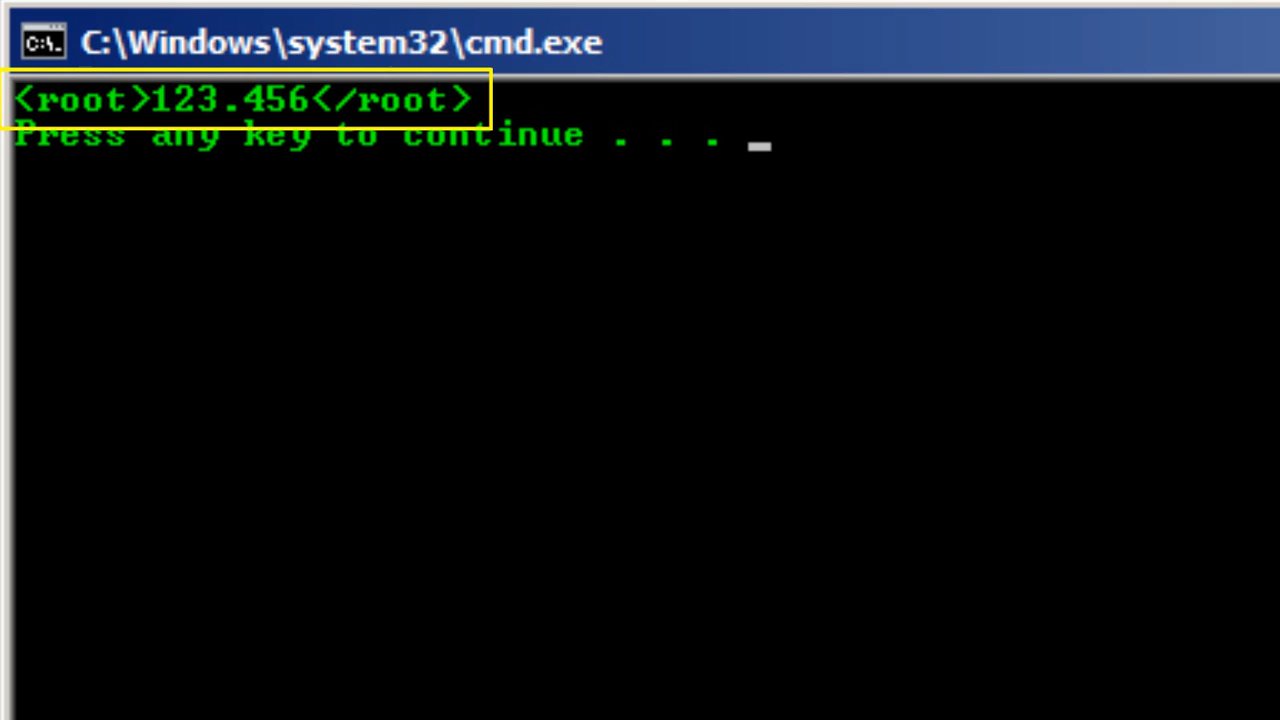 C:\Windows\system32\cmd.exe
<root>123.456</root>
Press any key to continue . . .